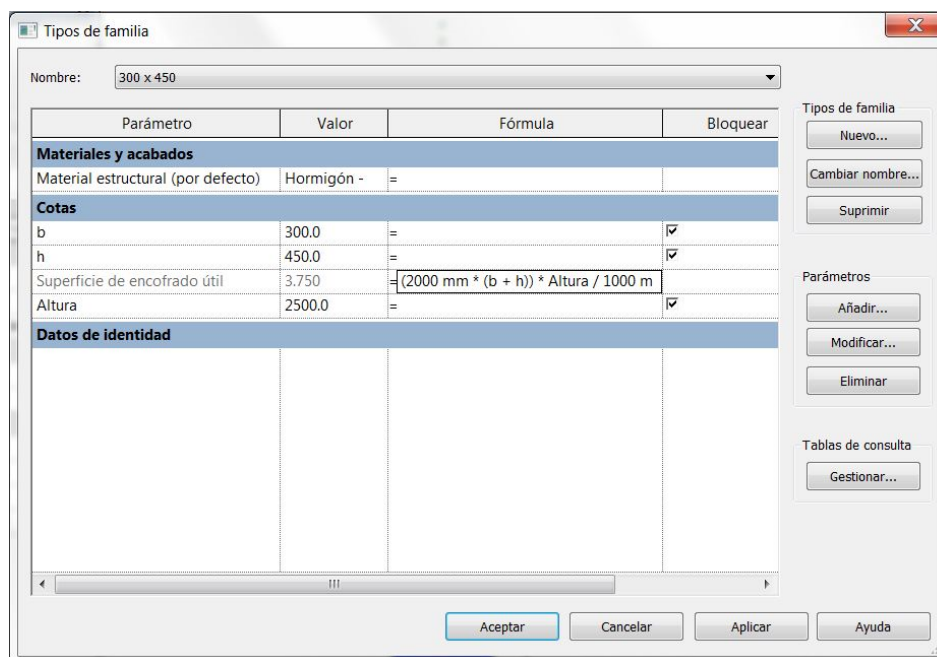 Tipos de familia
Nombre: 300 x 450
Parámetro Valor Fórmula Bloquear
Materiales y acabados
Material estructural (por defecto) Hormigón - =
Cotas
b 300.0 =
h 450.0 =
Superficie de encofrado útil 3.750 = (2000 mm * (b + h)) * Altura / 1000 m
Altura 2500.0 =
Datos de identidad
Tipos de familia
Nuevo...
Cambiar nombre...
Suprimir
Parámetros
Añadir...
Modificar...
Eliminar
Tablas de consulta
Gestionar...
Aceptar Cancelar Aplicar Ayuda